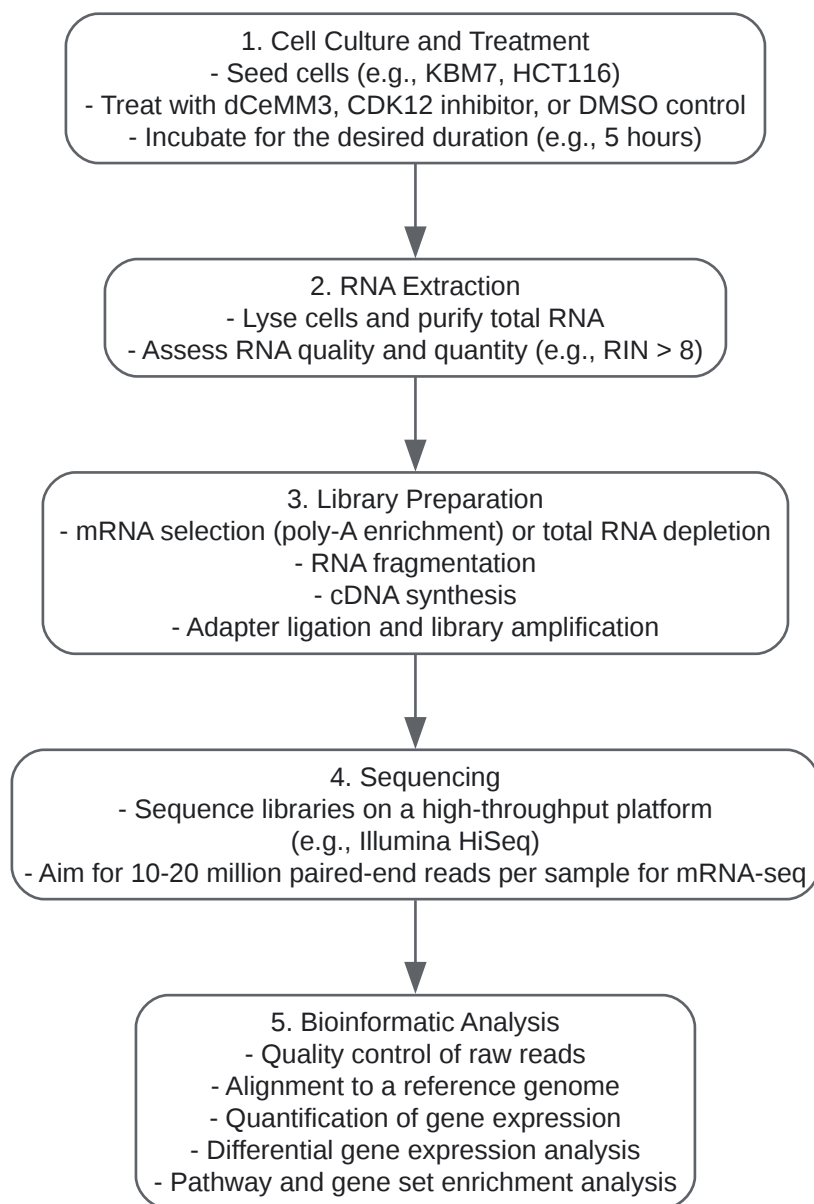 1. Cell Culture and Treatment
- Seed cells (e.g., KBM7, HCT116)
- Treat with dCeMM3, CDK12 inhibitor, or DMSO control
- Incubate for the desired duration (e.g., 5 hours)
2. RNA Extraction
- Lyse cells and purify total RNA
- Assess RNA quality and quantity (e.g., RIN > 8)
3. Library Preparation
- mRNA selection (poly-A enrichment) or total RNA depletion
- RNA fragmentation
- cDNA synthesis
- Adapter ligation and library amplification
4. Sequencing
- Sequence libraries on a high-throughput platform
(e.g., Illumina HiSeq)
- Aim for 10-20 million paired-end reads per sample for mRNA-seq
5. Bioinformatic Analysis
- Quality control of raw reads
- Alignment to a reference genome
- Quantification of gene expression
- Differential gene expression analysis
- Pathway and gene set enrichment analysis